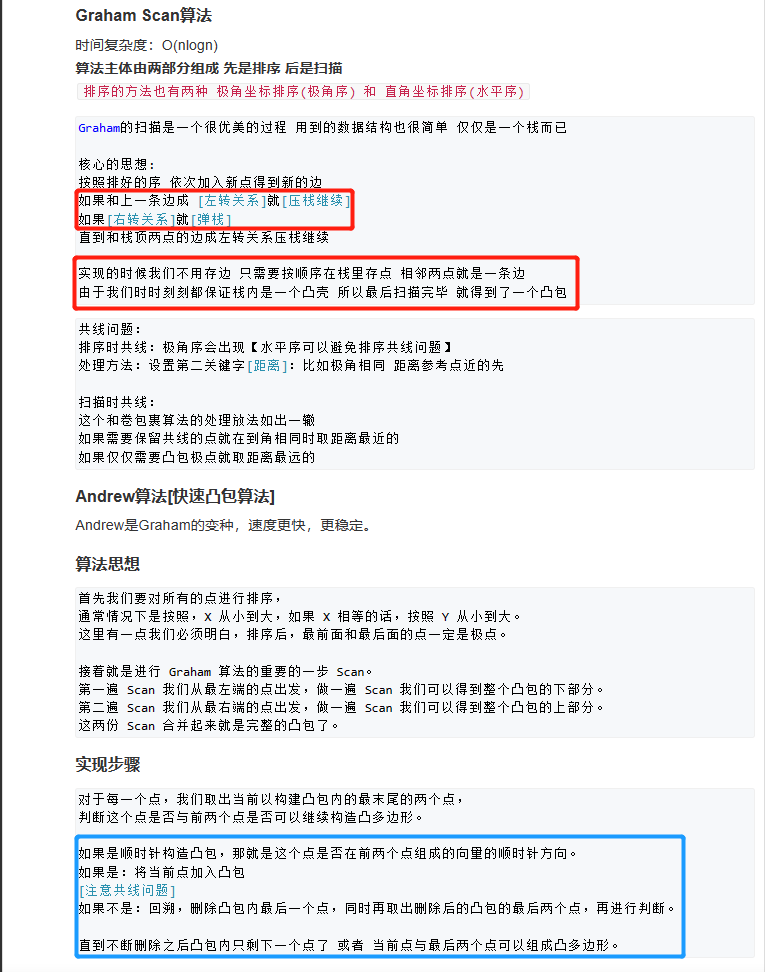 Graham Scan算法
时间复杂度：O(nlogn)
算法主体由两部分组成 先是排序 后是扫描
排序的方法也有两种 极角坐标排序(极角序) 和 直角坐标排序(水平序)
Graham的扫描是一个很优美的过程 用到的数据结构也很简单 仅仅是一个栈而已
核心的思想：
按照排好的序 依次加入新点得到新的边
如果和上一条边成 [左转关系]就[压栈继续]
如果[右转关系]就[弹栈]
直到和栈顶两点的边成左转关系压栈继续
实现的时候我们不用存边 只需要按顺序在栈里存点 相邻两点就是一条边
由于我们时时刻刻都保证栈内是一个凸壳 所以最后扫描完毕 就得到了一个凸包
共线问题：
排序时共线：极角序会出现【水平序可以避免排序共线问题】
处理方法：设置第二关键字[距离]：比如极角相同 距离参考点近的先
扫描时共线：
这个和卷包裹算法的处理放法如出一辙
如果需要保留共线的点就在到角相同时取距离最近的
如果仅仅需要凸包极点就取距离最远的
Andrew算法[快速凸包算法]
Andrew是Graham的变种，速度更快，更稳定。
算法思想
首先我们要对所有的点进行排序，
通常情况下是按照，X 从小到大，如果 X 相等的话，按照 Y 从小到大。
这里有一点我们必须明白，排序后，最前面和最后面的点一定是极点。
接着就是进行 Graham 算法的重要的一步 Scan。
第一遍 Scan 我们从最左端的点出发，做一遍 Scan 我们可以得到整个凸包的下部分。
第二遍 Scan 我们从最右端的点出发，做一遍 Scan 我们可以得到整个凸包的上部分。
这两份 Scan 合并起来就是完整的凸包了。
实现步骤
对于每一个点，我们取出当前以构建凸包内的最末尾的两个点，
判断这个点是否与前两个点是否可以继续构造凸多边形。
如果是顺时针构造凸包，那就是这个点是否在前两个点组成的向量的顺时针方向。
如果是：将当前点加入凸包
[注意共线问题]
如果不是：回溯，删除凸包内最后一个点，同时再取出删除后的凸包的最后两个点，再进行判断。
直到不断删除之后凸包内只剩下一个点了 或者 当前点与最后两个点可以组成凸多边形。